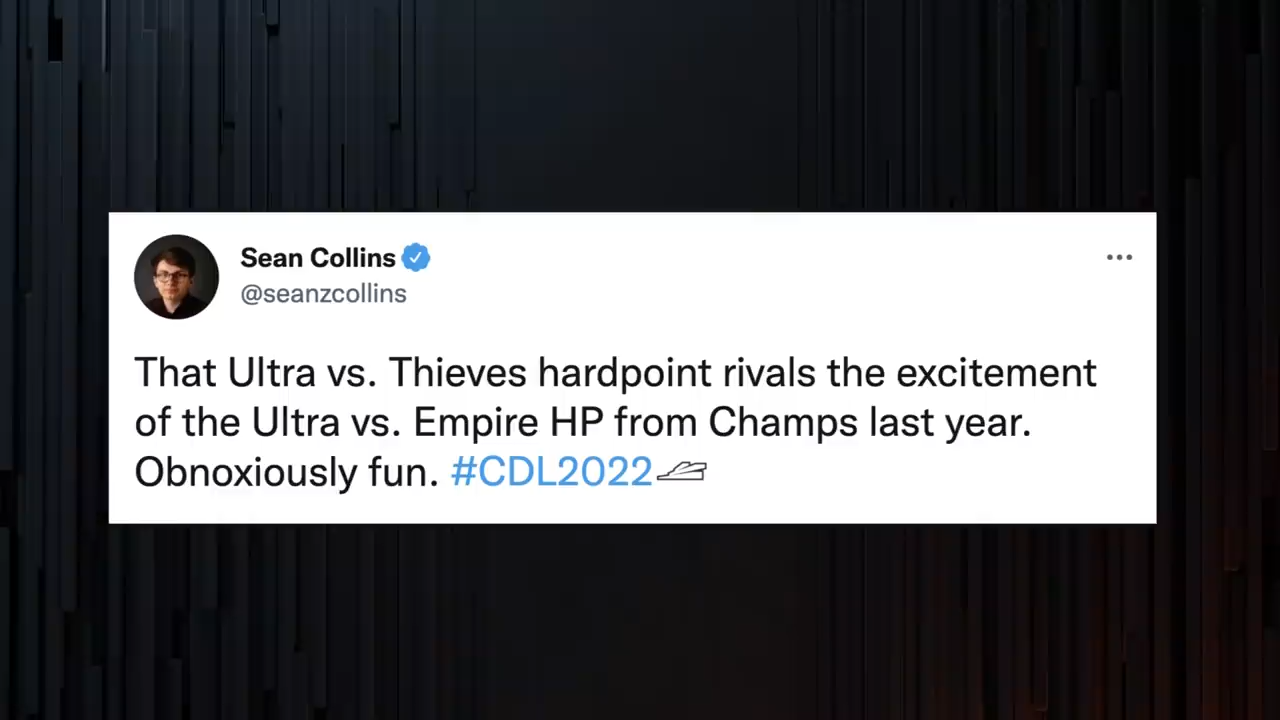 Sean Collins
@seanzcollins
That Ultra vs. Thieves hardpoint rivals the excitement
of the Ultra vs. Empire HP from Champs last year.
Obnoxiously fun. #CDL2022